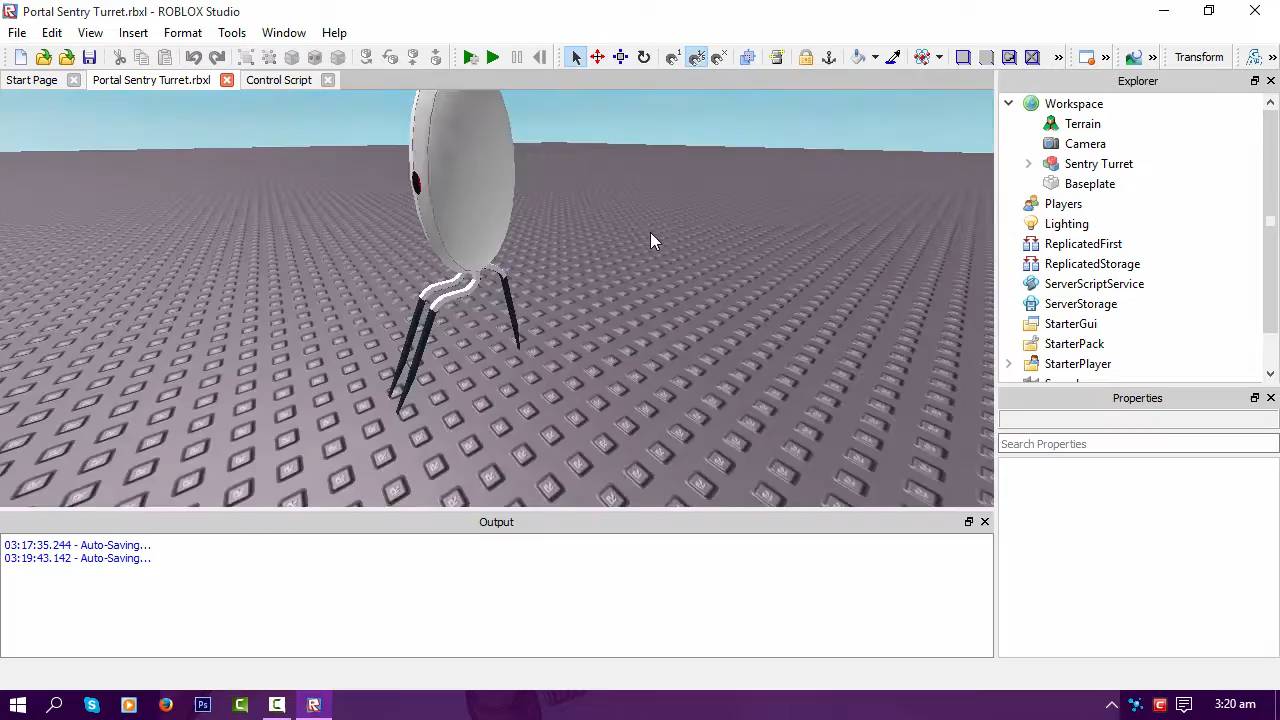 Portal Sentry Turret.rbxl - ROBLOX Studio
File Edit View Insert Format Tools Window Help
Transform
Start Page Portal Sentry Turret.rbxl Control Script
Explorer
Workspace
Terrain
Camera
Sentry Turret
Baseplate
Players
Lighting
ReplicatedFirst
ReplicatedStorage
ServerScriptService
ServerStorage
StarterGui
StarterPack
StarterPlayer
Properties
Search Properties
Output
03:17:35.244 - Auto-Saving...
03:19:43.142 - Auto-Saving...
3:20 am